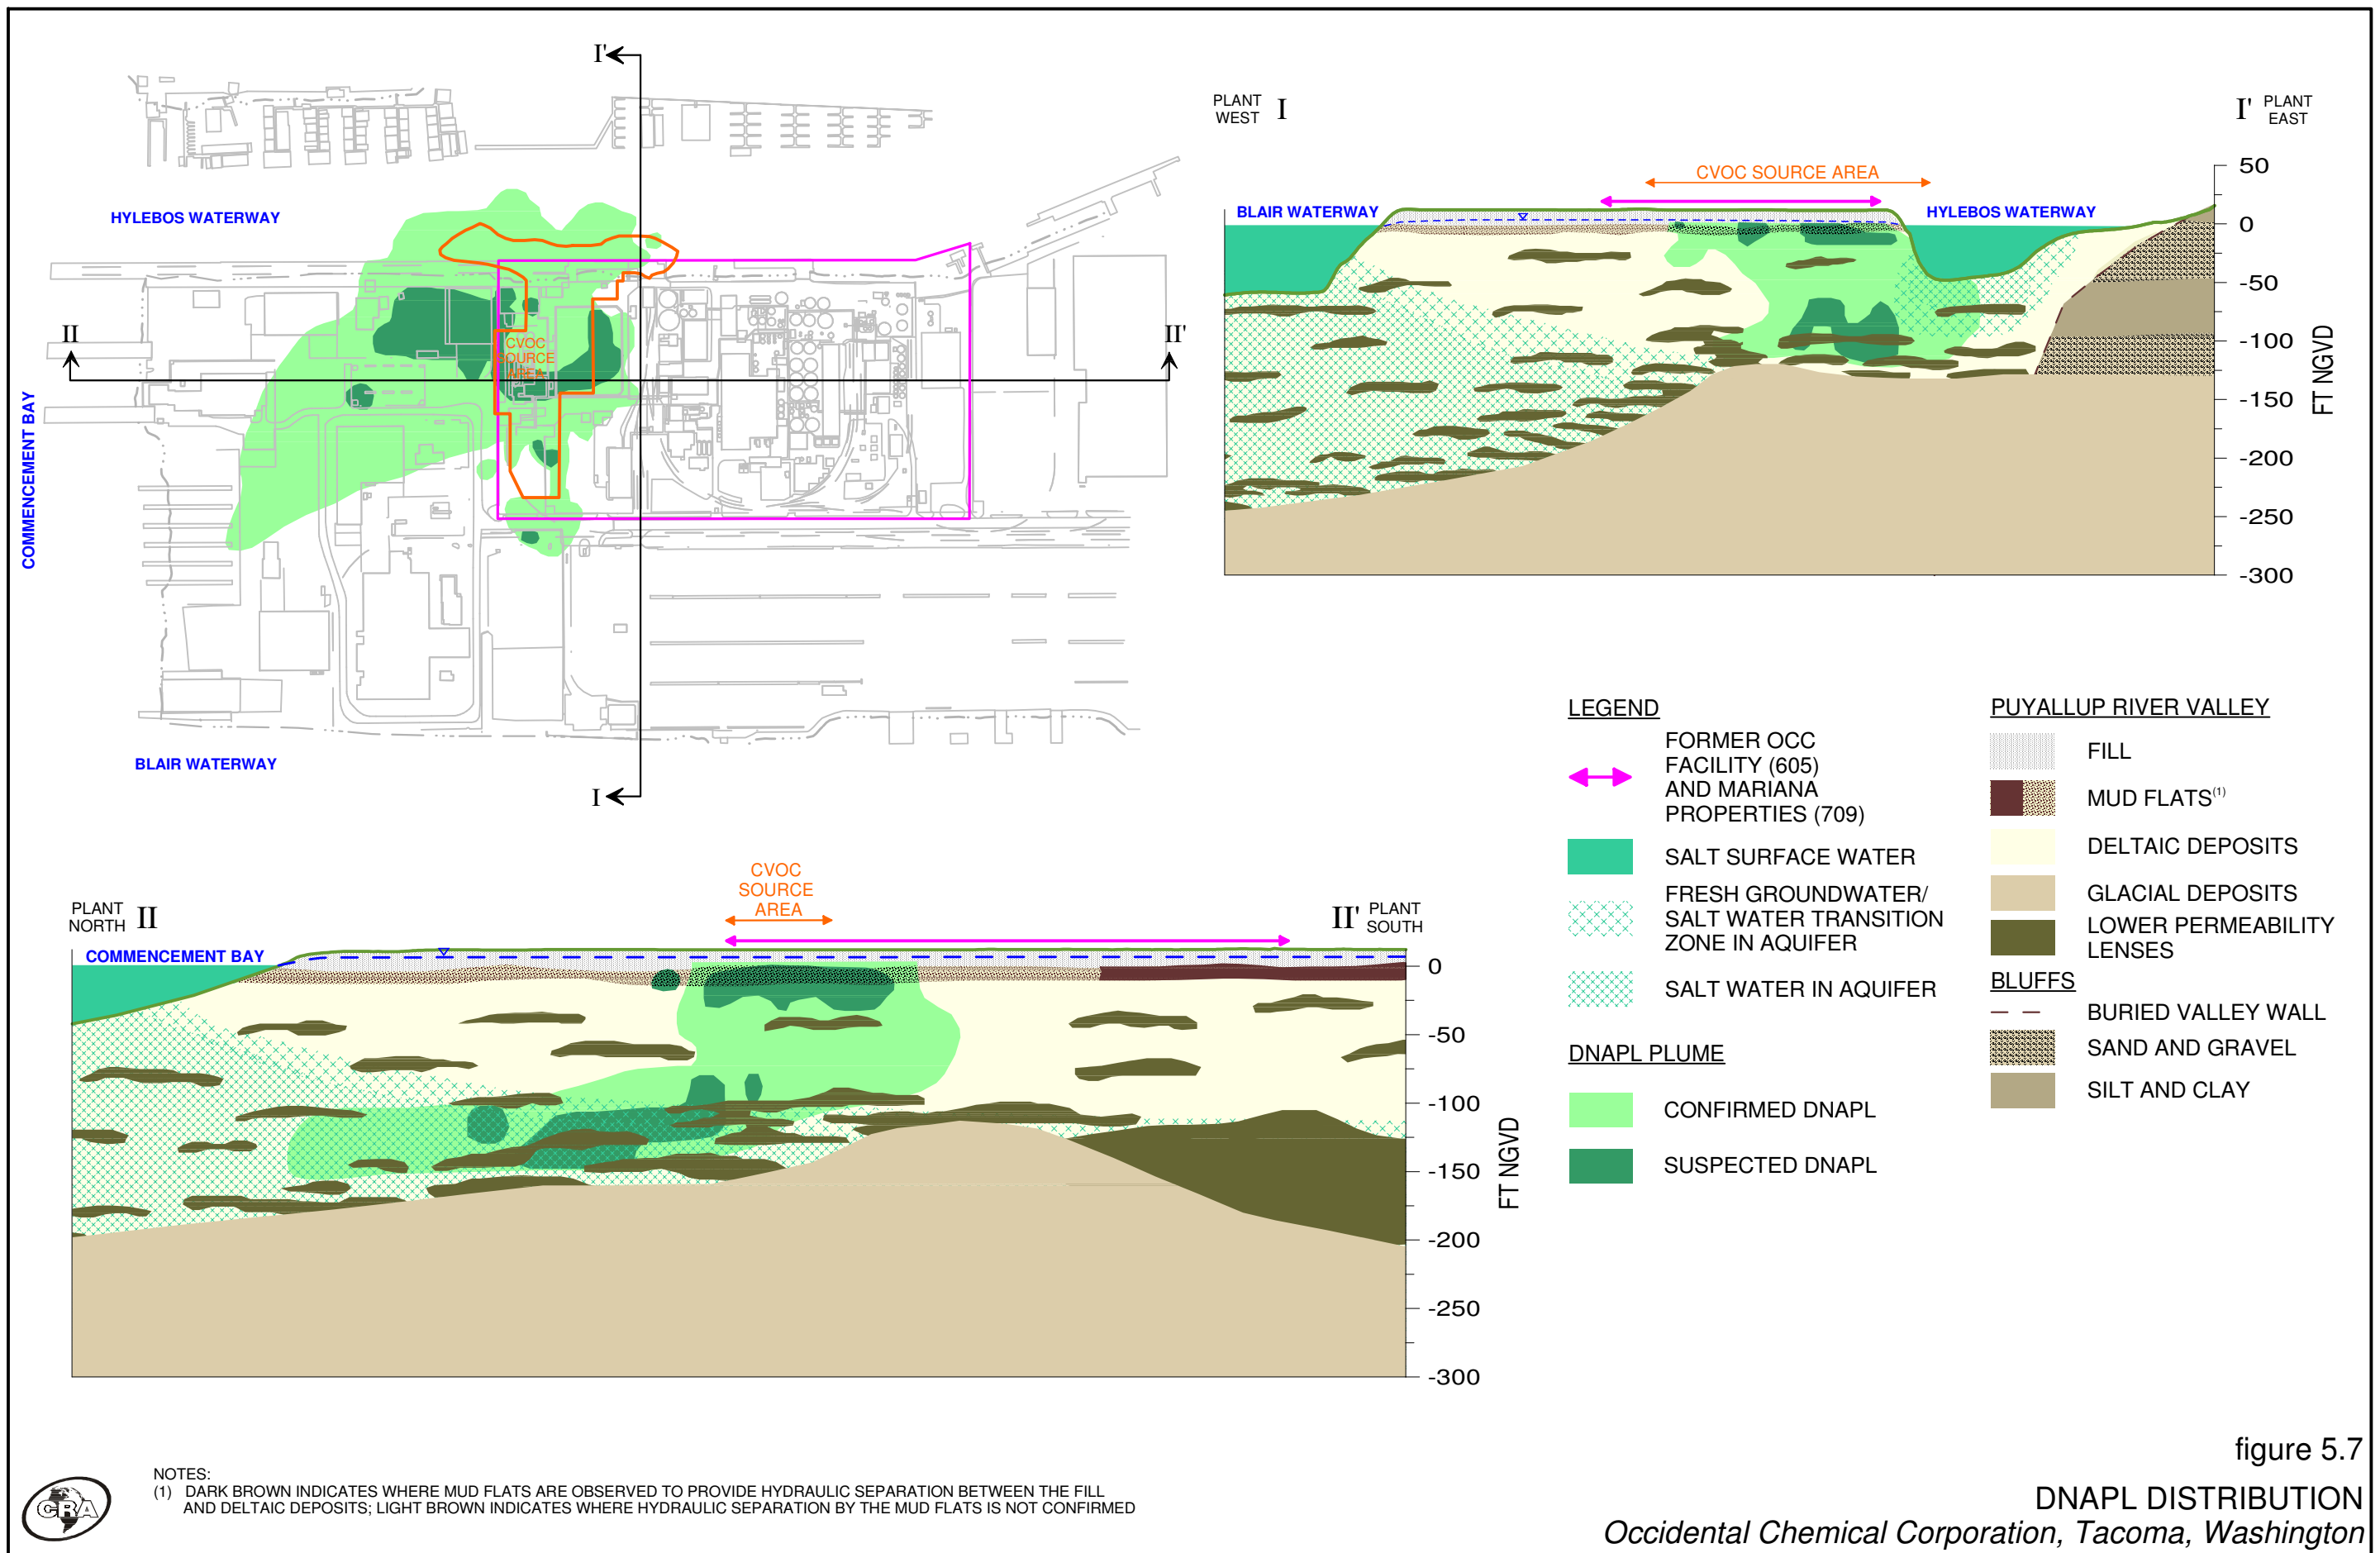 I'
HYLEBOS WATERWAY
II
II'
CVOC
SOURCE
AREA
COMMENCEMENT BAY
BLAIR WATERWAY
I
PLANT
WEST
I
I'
PLANT
EAST
CVOC SOURCE AREA
BLAIR WATERWAY
HYLEBOS WATERWAY
50
0
-50
-100
-150
-200
-250
-300
FT NGVD
CVOC
SOURCE
AREA
PLANT
NORTH
II
II'
PLANT
SOUTH
COMMENCEMENT BAY
0
-50
-100
-150
-200
-250
-300
FT NGVD
LEGEND
FORMER OCC
FACILITY (605)
AND MARIANA
PROPERTIES (709)
SALT SURFACE WATER
FRESH GROUNDWATER/
SALT WATER TRANSITION
ZONE IN AQUIFER
SALT WATER IN AQUIFER
DNAPL PLUME
CONFIRMED DNAPL
SUSPECTED DNAPL
PUYALLUP RIVER VALLEY
FILL
MUD FLATS(1)
DELTAIC DEPOSITS
GLACIAL DEPOSITS
LOWER PERMEABILITY
LENSES
BLUFFS
BURIED VALLEY WALL
SAND AND GRAVEL
SILT AND CLAY
CRA
NOTES:
(1) DARK BROWN INDICATES WHERE MUD FLATS ARE OBSERVED TO PROVIDE HYDRAULIC SEPARATION BETWEEN THE FILL
AND DELTAIC DEPOSITS; LIGHT BROWN INDICATES WHERE HYDRAULIC SEPARATION BY THE MUD FLATS IS NOT CONFIRMED
figure 5.7
DNAPL DISTRIBUTION
Occidental Chemical Corporation, Tacoma, Washington